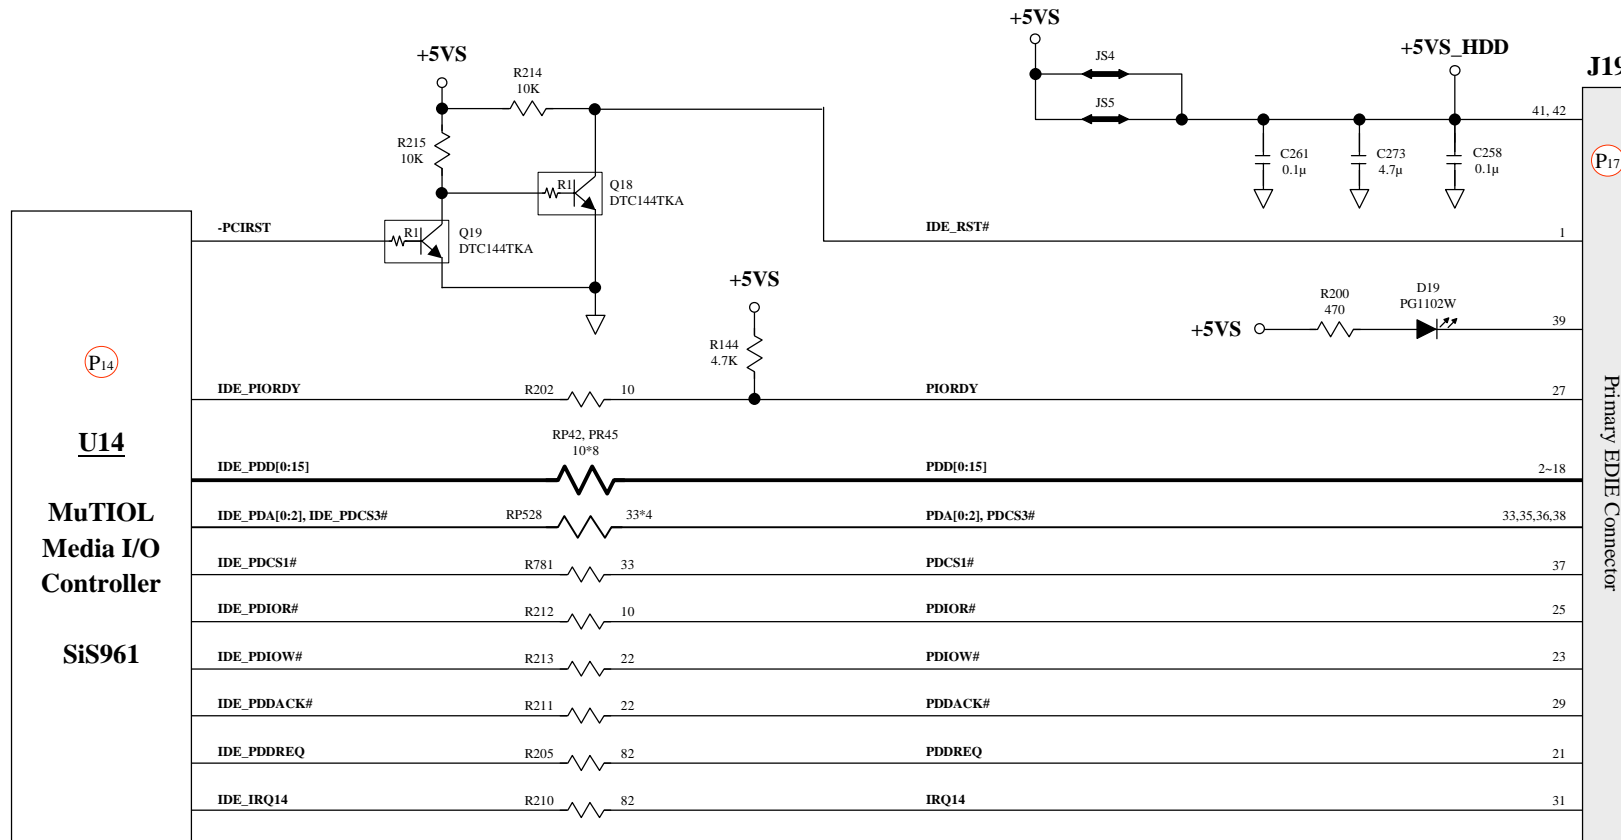 +5VS
JS4
JS5
+5VS_HDD
J19
+5VS
R214
10K
R215
10K
41, 42
C261
0.1μ
C273
4.7μ
C258
0.1μ
P17
R1
Q18
DTC144TKA
-PCIRST
R1
Q19
DTC144TKA
IDE_RST#
1
+5VS
R200
470
D19
PG1102W
+5VS
39
R144
4.7K
P14
IDE_PIORDY
R202
10
PIORDY
27
U14
RP42, PR45
10*8
IDE_PDD[0:15]
PDD[0:15]
2~18
MuTIOL
Media I/O
Controller
SiS961
IDE_PDA[0:2], IDE_PDCS3#
RP528
33*4
PDA[0:2], PDCS3#
33,35,36,38
IDE_PDCS1#
R781
33
PDCS1#
37
IDE_PDIOR#
R212
10
PDIOR#
25
IDE_PDIOW#
R213
22
PDIOW#
23
IDE_PDDACK#
R211
22
PDDACK#
29
IDE_PDDREQ
R205
82
PDDREQ
21
IDE_IRQ14
R210
82
IRQ14
31
Primary EDIE Connector